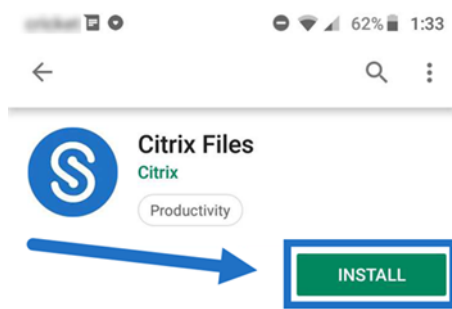 62% 1:33
Citrix Files
Citrix
Productivity
INSTALL